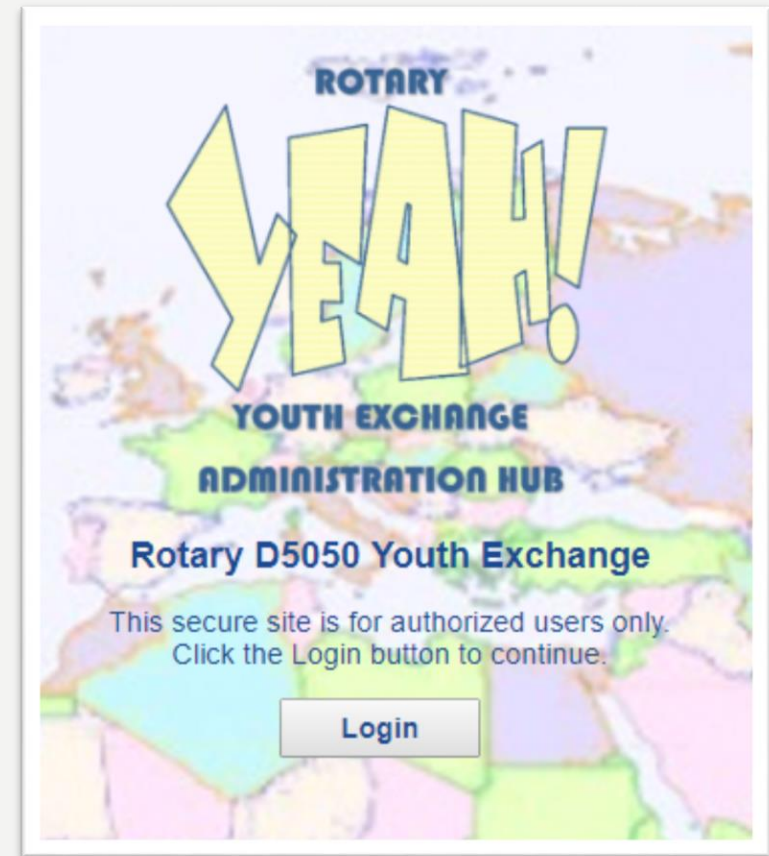 ROTARY
YEAH!
YOUTH EXCHANGE
ADMINISTRATION HUB
Rotary D5050 Youth Exchange
This secure site is for authorized users only.
Click the Login button to continue.
Login